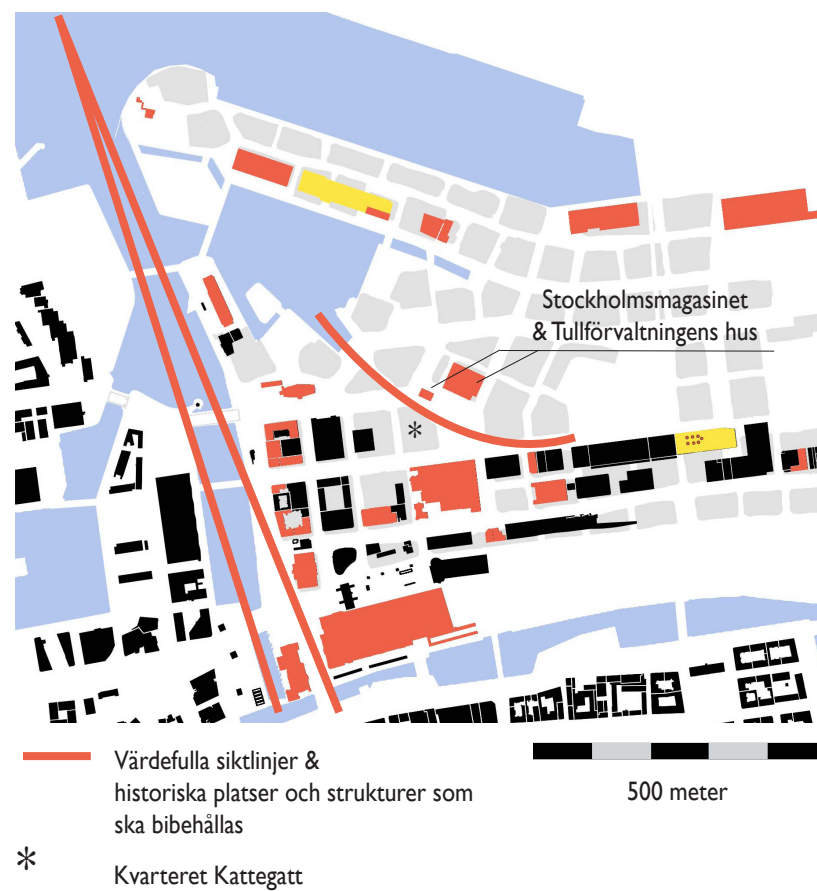 Stockholmsmagasinet
& Tullförvaltningens hus
Värdefulla siktlinjer &
historiska platser och strukturer som
ska bibehållas
500 meter
* Kvarteret Kattegatt